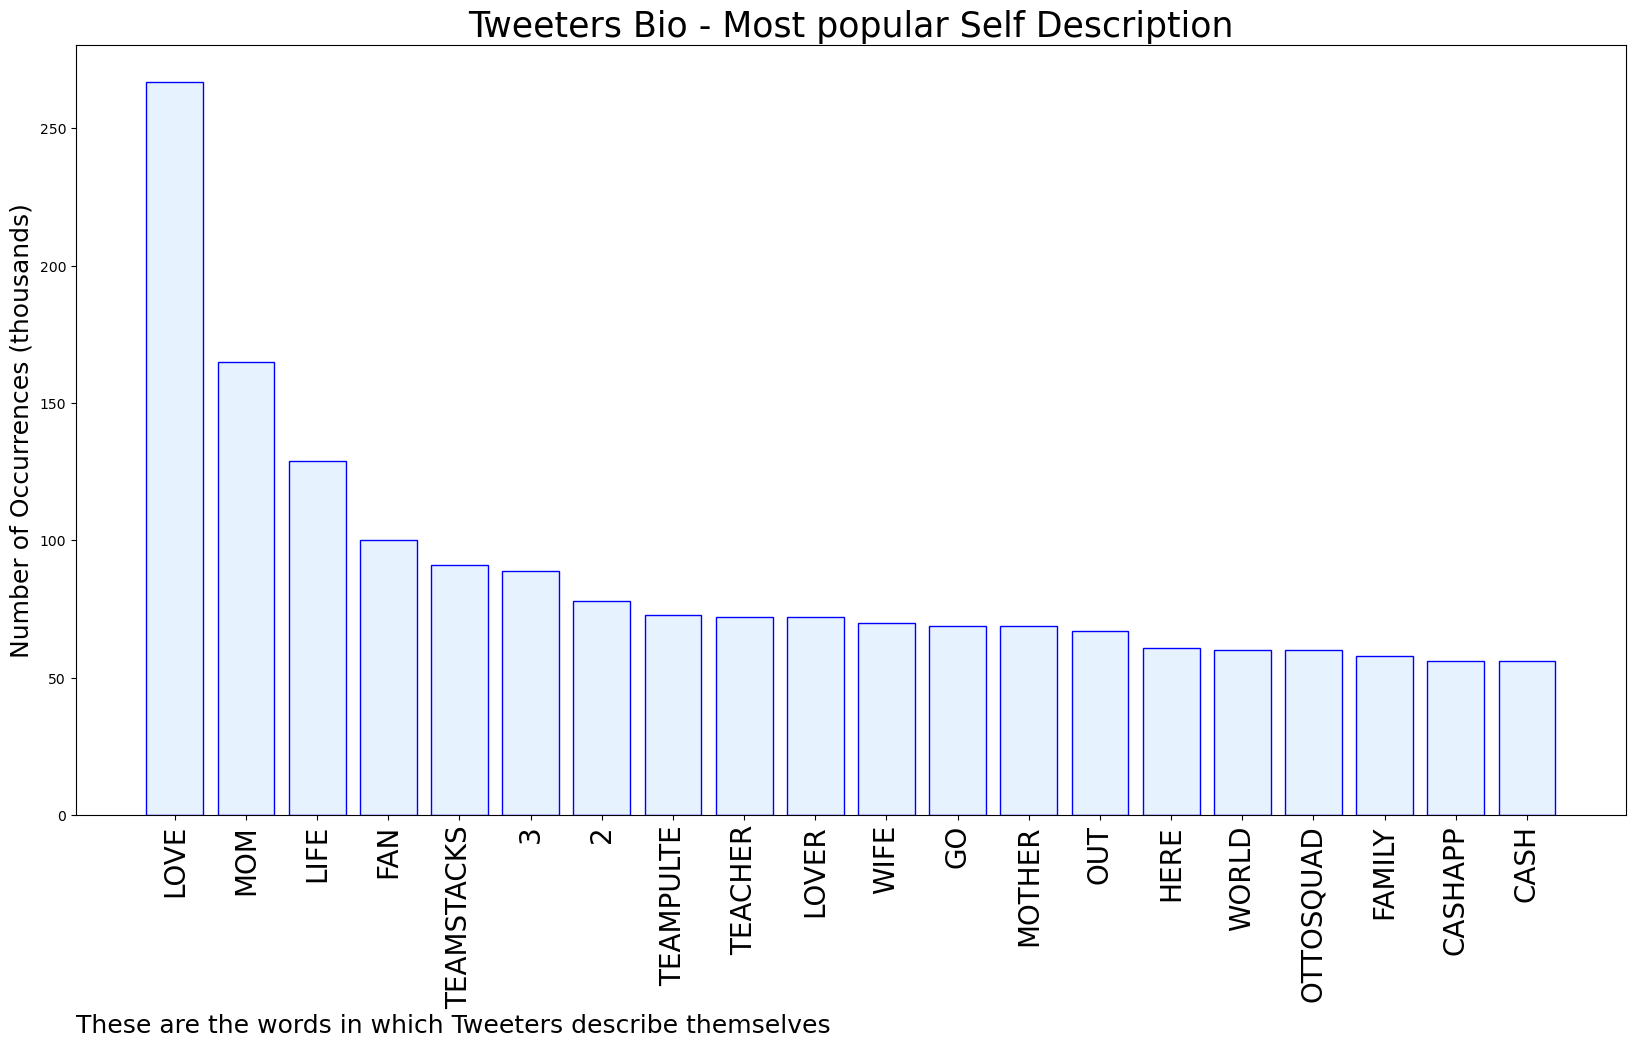 Tweeters Bio - Most popular Self Description
Number of Occurrences (thousands)
250
200
150
100
50
0
LOVE
MOM
LIFE
FAN
TEAMSTACKS
3
2
TEAMPULTE
TEACHER
LOVER
WIFE
GO
MOTHER
OUT
HERE
WORLD
OTTOSQUAD
FAMILY
CASHAPP
CASH
These are the words in which Tweeters describe themselves